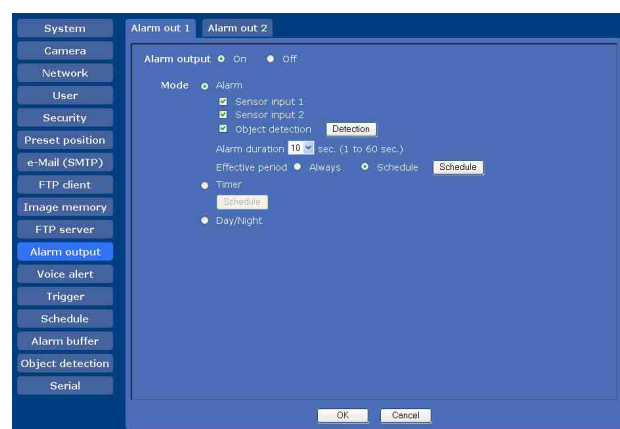 System
Camera
Network
User
Security
Preset position
e-Mail (SMTP)
FTP client
Image memory
FTP server
Alarm output
Voice alert
Trigger
Schedule
Alarm buffer
Object detection
Serial
Alarm out 1 Alarm out 2
Alarm output On Off
Mode Alarm
Sensor input 1
Sensor input 2
Object detection Detection
Alarm duration 10 sec. (1 to 60 sec.)
Effective period Always Schedule Schedule
Timer
Schedule
Day/Night
OK Cancel